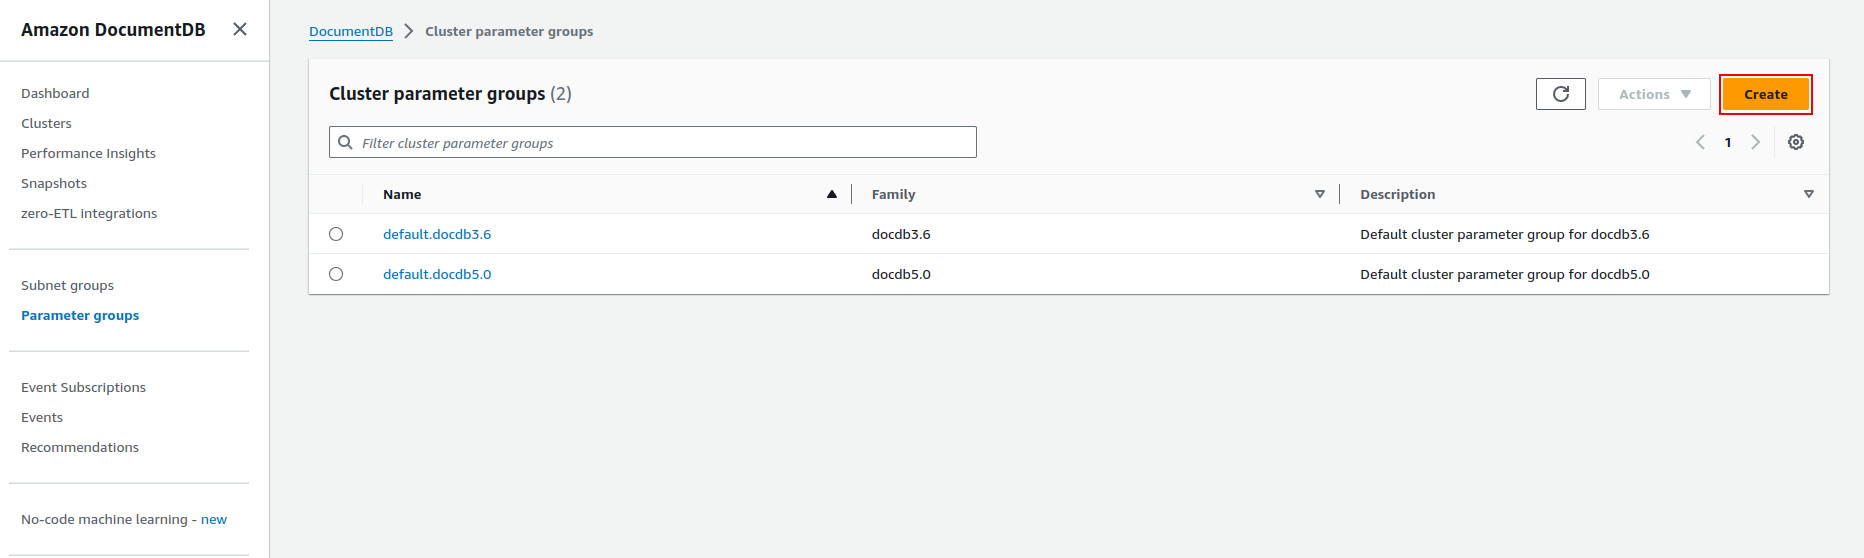 Amazon DocumentDB
Dashboard
Clusters
Performance Insights
Snapshots
zero-ETL integrations
Subnet groups
Parameter groups
Event Subscriptions
Events
Recommendations
No-code machine learning - new
DocumentDB > Cluster parameter groups
Cluster parameter groups (2)
Actions
Create
Filter cluster parameter groups
1
Name Family Description
default.docdb3.6 docdb3.6 Default cluster parameter group for docdb3.6
default.docdb5.0 docdb5.0 Default cluster parameter group for docdb5.0